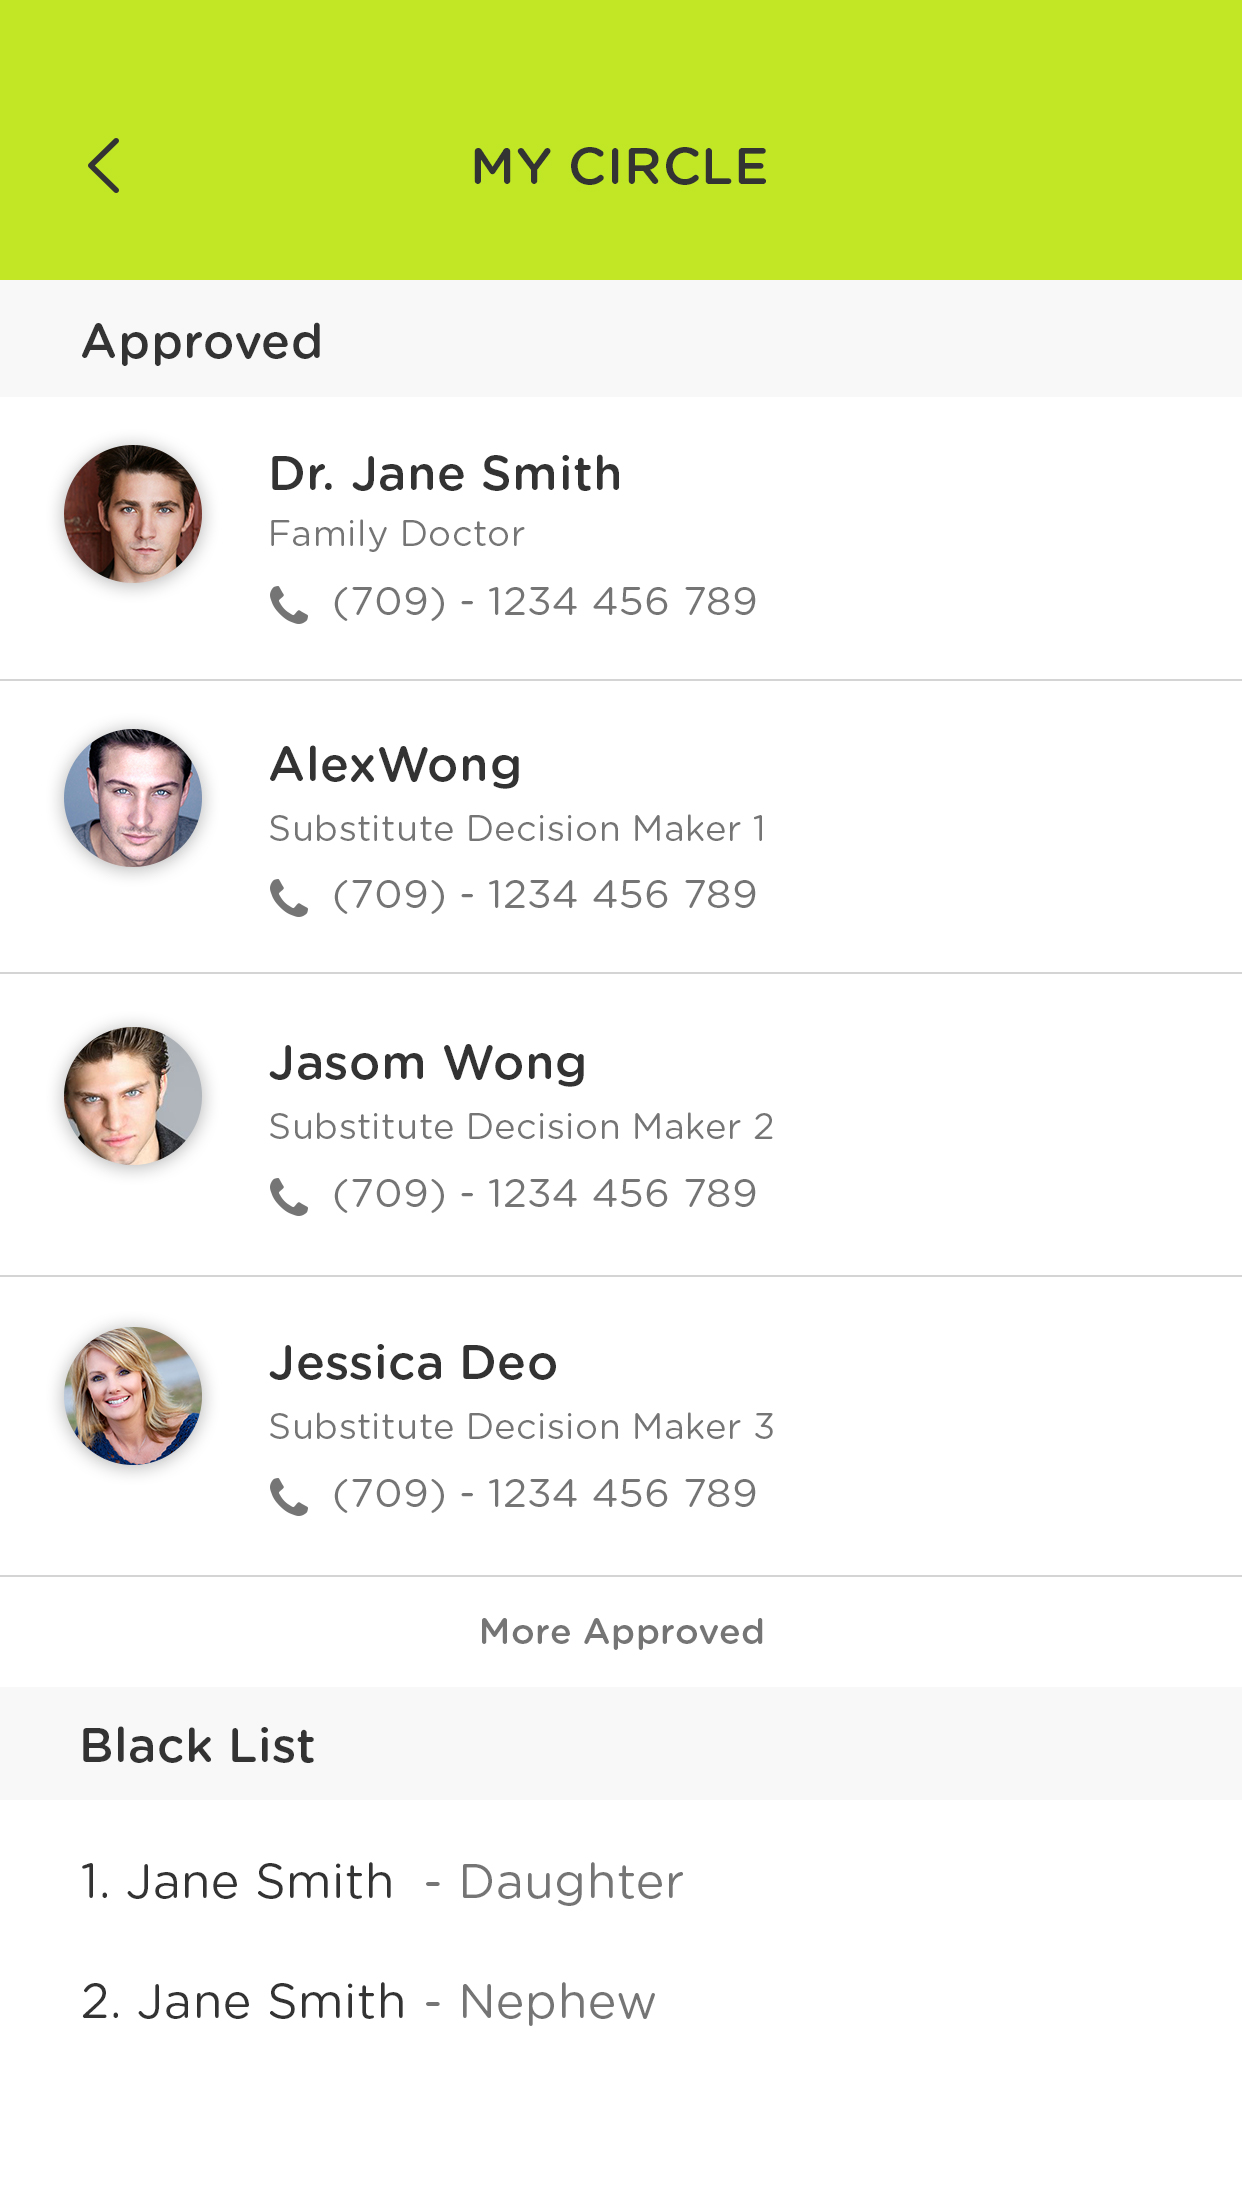 MY CIRCLE
Approved
Dr. Jane Smith
Family Doctor
(709) - 1234 456 789
AlexWong
Substitute Decision Maker 1
(709) - 1234 456 789
Jasom Wong
Substitute Decision Maker 2
(709) - 1234 456 789
Jessica Deo
Substitute Decision Maker 3
(709) - 1234 456 789
More Approved
Black List
1. Jane Smith - Daughter
2. Jane Smith - Nephew